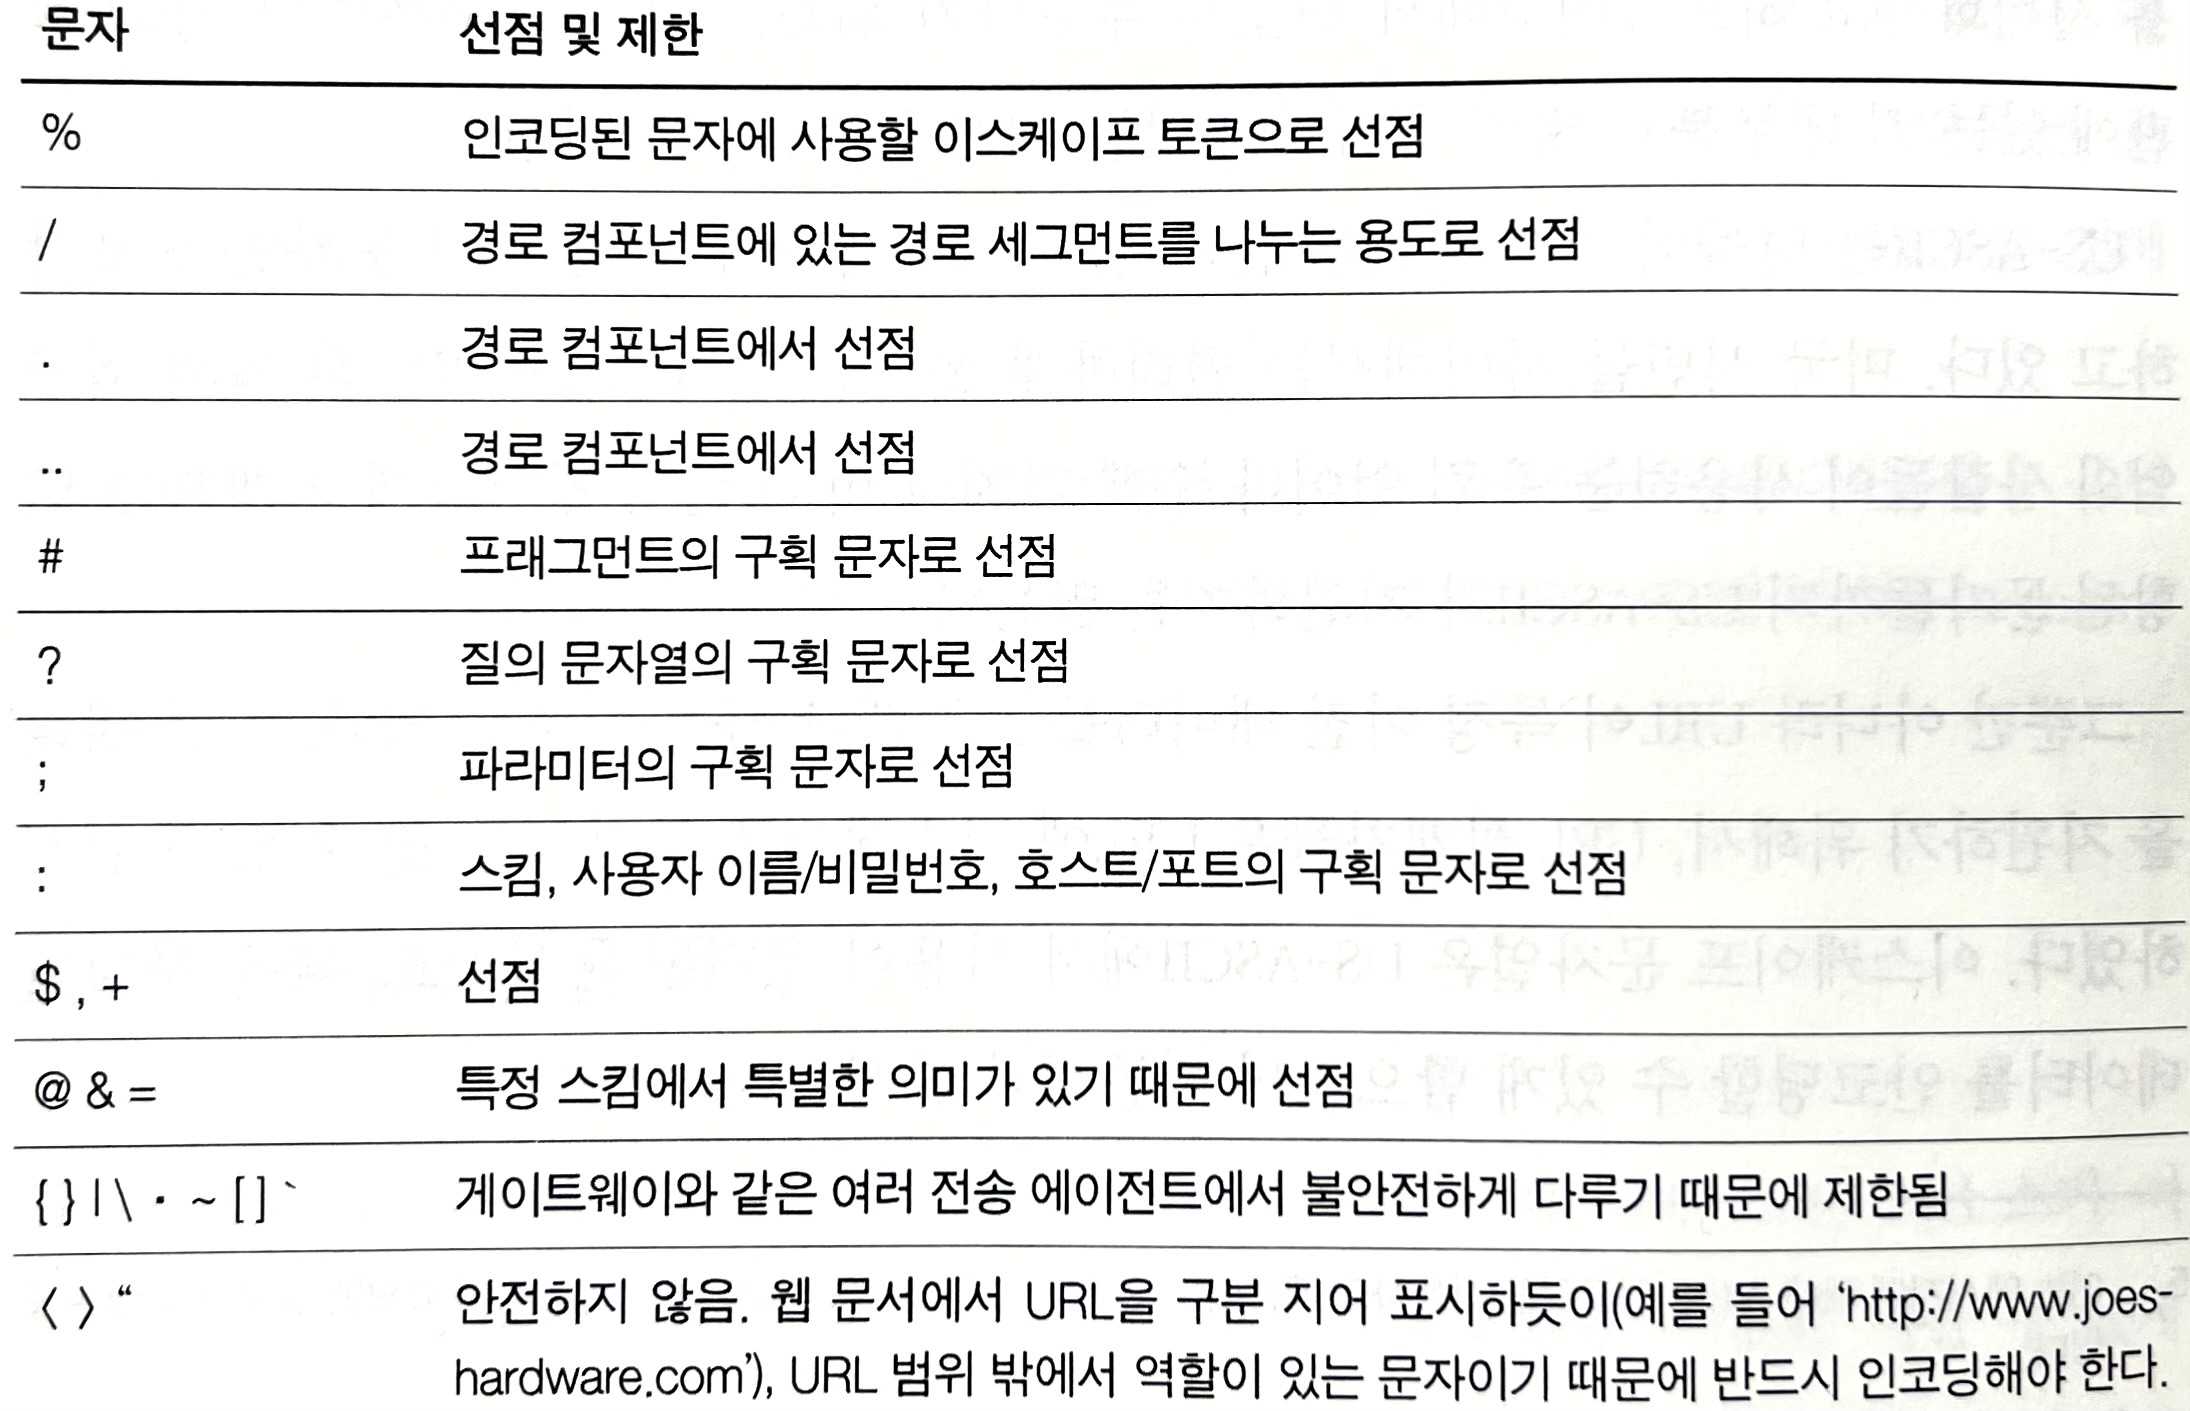 문자 선점 및 제한
% 인코딩된 문자에 사용할 이스케이프 토큰으로 선점
/ 경로 컴포넌트에 있는 경로 세그먼트를 나누는 용도로 선점
. 경로 컴포넌트에서 선점
.. 경로 컴포넌트에서 선점
# 프래그먼트의 구획 문자로 선점
? 질의 문자열의 구획 문자로 선점
; 파라미터의 구획 문자로 선점
: 스킴, 사용자 이름/비밀번호, 호스트/포트의 구획 문자로 선점
$ , + 선점
@ & = 특정 스킴에서 특별한 의미가 있기 때문에 선점
{ } | \ · ~ [ ] ` 게이트웨이와 같은 여러 전송 에이전트에서 불안전하게 다루기 때문에 제한됨
〈 〉 “ 안전하지 않음. 웹 문서에서 URL을 구분 지어 표시하듯이(예를 들어 ‘http://www.joes-
hardware.com’), URL 범위 밖에서 역할이 있는 문자이기 때문에 반드시 인코딩해야 한다.